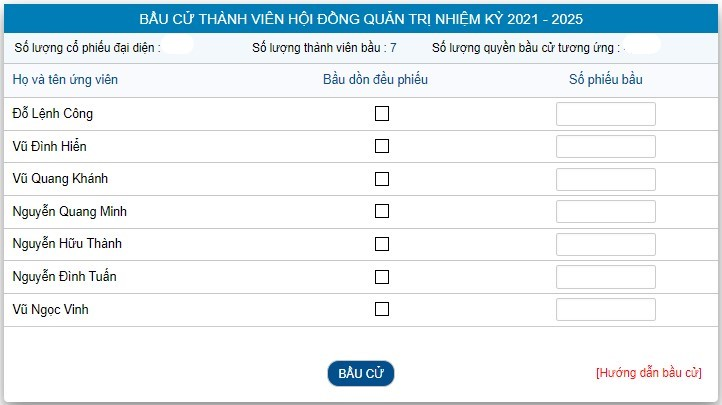 BẦU CỬ THÀNH VIÊN HỘI ĐỒNG QUẢN TRỊ NHIỆM KỲ 2021 - 2025
Số lượng cổ phiếu đại diện : Số lượng thành viên bầu : 7 Số lượng quyền bầu cử tương ứng :
Họ và tên ứng viên Bầu dồn đều phiếu Số phiếu bầu
Đỗ Lệnh Công
Vũ Đình Hiển
Vũ Quang Khánh
Nguyễn Quang Minh
Nguyễn Hữu Thành
Nguyễn Đình Tuấn
Vũ Ngọc Vinh
BẦU CỬ [Hướng dẫn bầu cử]